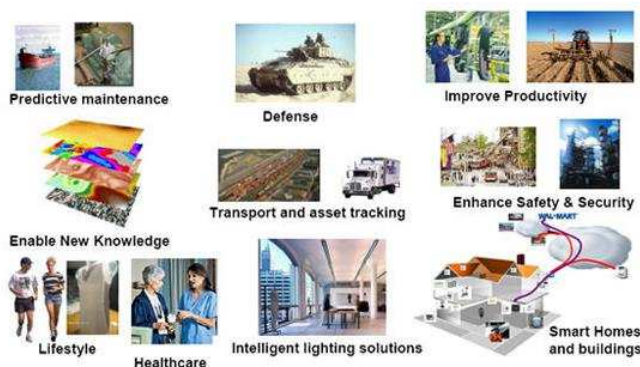 Predictive maintenance
Defense
Improve Productivity
Enable New Knowledge
Transport and asset tracking
Enhance Safety & Security
WAL-MART
Lifestyle
Healthcare
Intelligent lighting solutions
Smart Homes
and buildings